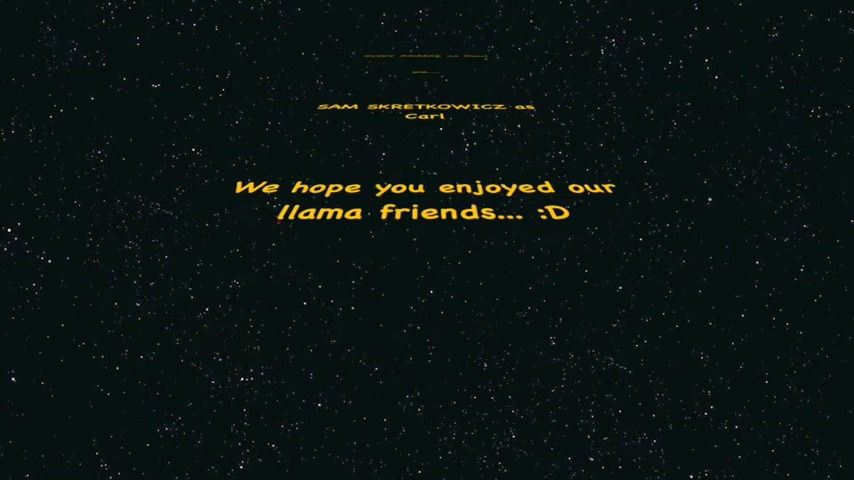 SAM SKRETKOWICZ as
Carl
We hope you enjoyed our
llama friends... :D